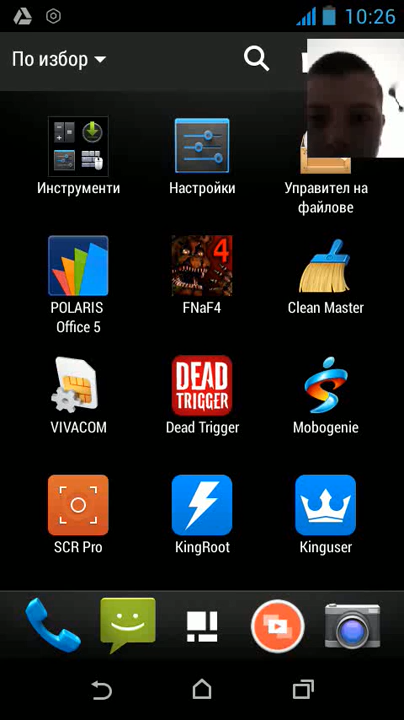 10:26
По избор
Инструменти
Настройки
Управител на
файлове
4
POLARIS
Office 5
FNaF4
Clean Master
DEAD
TRIGGER
VIVACOM
Dead Trigger
Mobogenie
SCR Pro
KingRoot
Kinguser